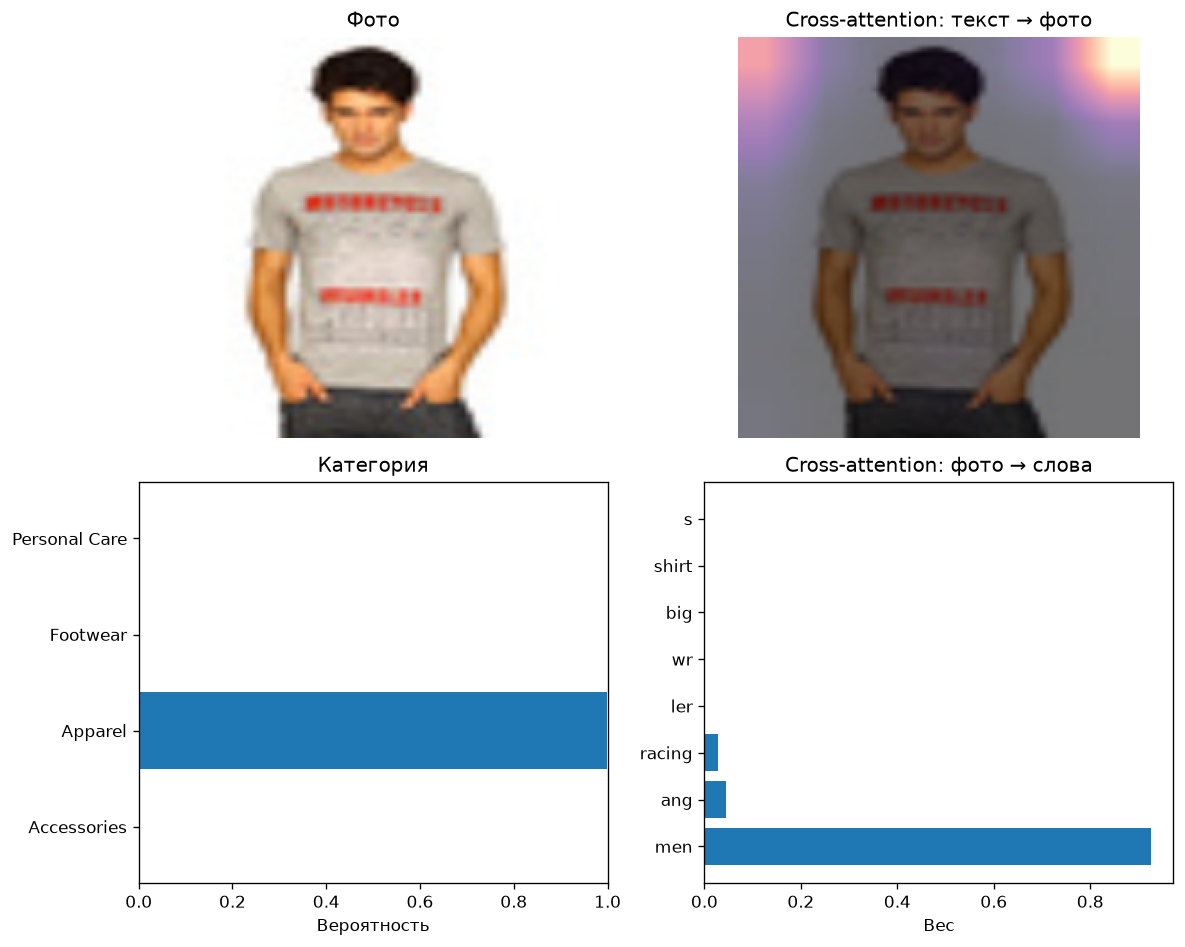 Фото
Cross-attention: текст → фото
MOTORCYCLE
WRANGLER
Категория
Personal Care
Footwear
Apparel
Accessories
0.0 0.2 0.4 0.6 0.8 1.0
Вероятность
Cross-attention: фото → слова
s
shirt
big
wr
ler
racing
ang
men
0.0 0.2 0.4 0.6 0.8
Вес